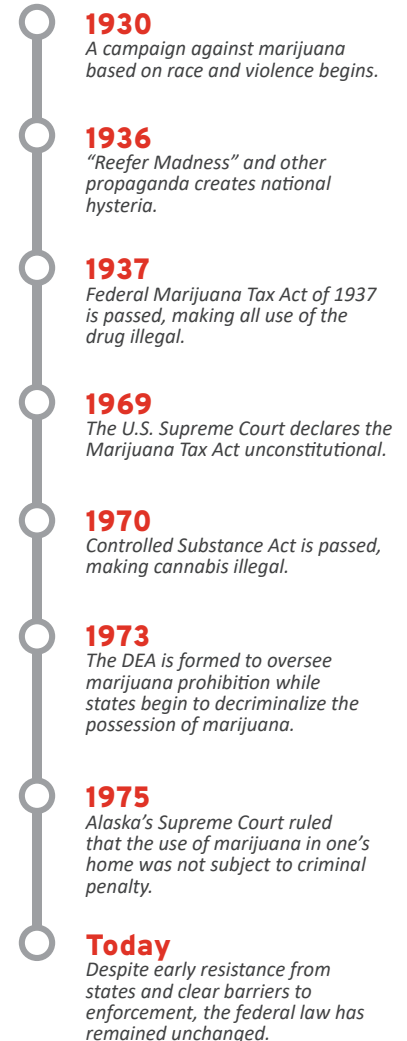 1930
A campaign against marijuana
based on race and violence begins.
1936
“Reefer Madness” and other
propaganda creates national
hysteria.
1937
Federal Marijuana Tax Act of 1937
is passed, making all use of the
drug illegal.
1969
The U.S. Supreme Court declares the
Marijuana Tax Act unconstitutional.
1970
Controlled Substance Act is passed,
making cannabis illegal.
1973
The DEA is formed to oversee
marijuana prohibition while
states begin to decriminalize the
possession of marijuana.
1975
Alaska’s Supreme Court ruled
that the use of marijuana in one’s
home was not subject to criminal
penalty.
Today
Despite early resistance from
states and clear barriers to
enforcement, the federal law has
remained unchanged.